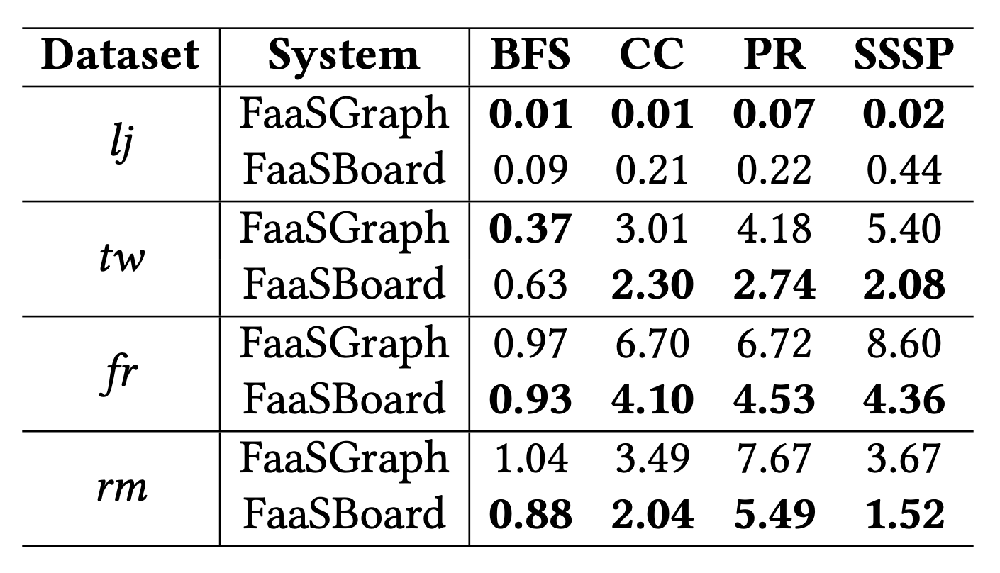 Dataset System BFS CC PR SSSP
lj
FaaSGraph 0.01 0.01 0.07 0.02
FaaSBoard 0.09 0.21 0.22 0.44
tw
FaaSGraph 0.37 3.01 4.18 5.40
FaaSBoard 0.63 2.30 2.74 2.08
fr
FaaSGraph 0.97 6.70 6.72 8.60
FaaSBoard 0.93 4.10 4.53 4.36
rm
FaaSGraph 1.04 3.49 7.67 3.67
FaaSBoard 0.88 2.04 5.49 1.52